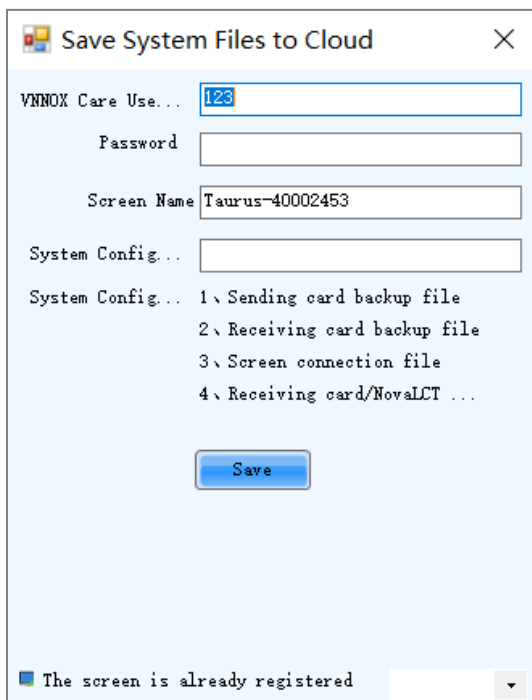 Save System Files to Cloud
VNNOX Care Use... 123
Password
Screen Name Taurus-40002453
System Config...
System Config... 1、Sending card backup file
2、Receiving card backup file
3、Screen connection file
4、Receiving card/NovaLCT ...
Save
The screen is already registered